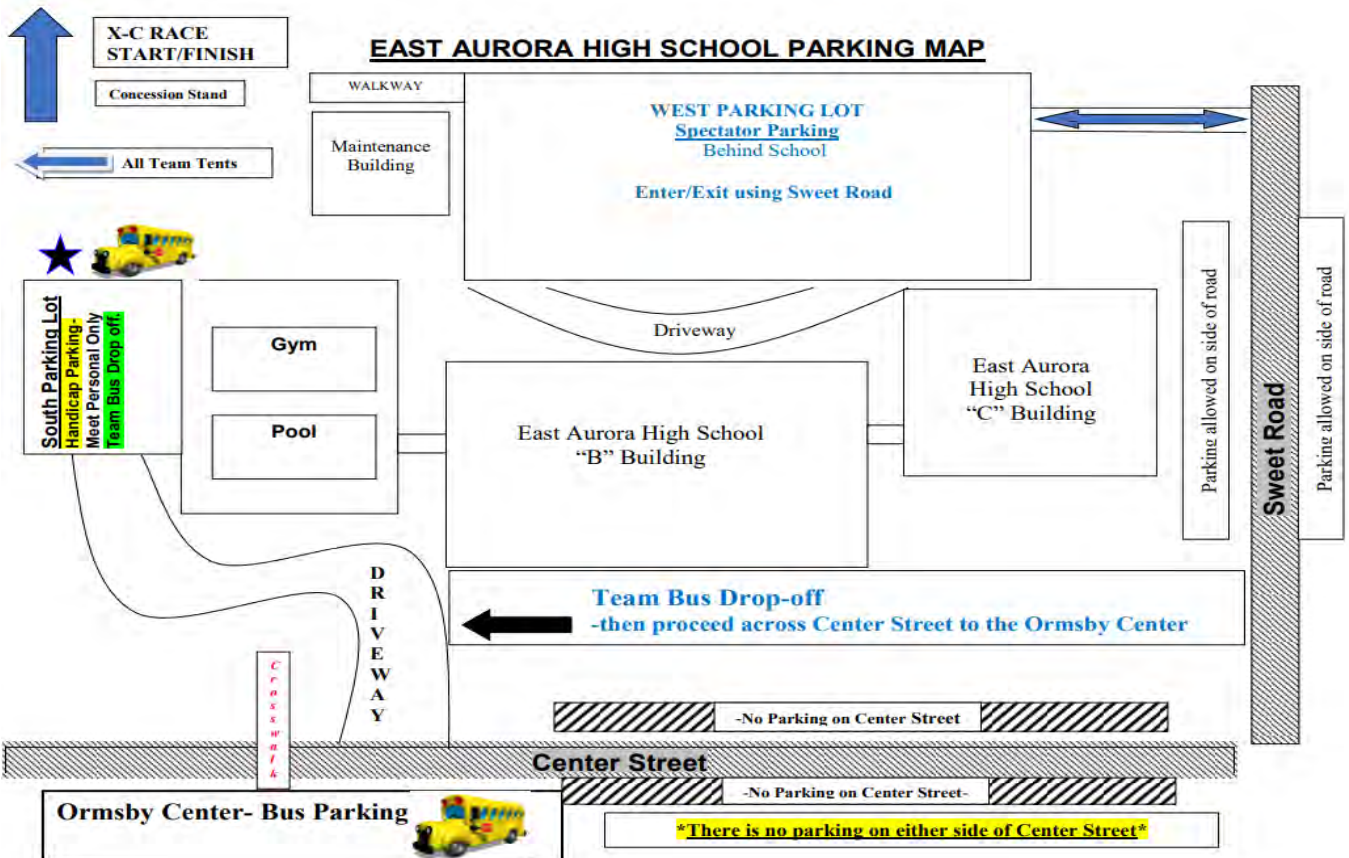 X-C RACE
START/FINISH
EAST AURORA HIGH SCHOOL PARKING MAP
Concession Stand
WALKWAY
WEST PARKING LOT
Spectator Parking
Behind School
Enter/Exit using Sweet Road
Maintenance
Building
All Team Tents
South Parking Lot
Handicap Parking-
Meet Personal Only
Team Bus Drop off.
Gym
Pool
Driveway
East Aurora High School
"B" Building
East Aurora
High School
"C" Building
Parking allowed on side of road
Sweet Road
Parking allowed on side of road
DRIVEWAY
Team Bus Drop-off
-then proceed across Center Street to the Ormsby Center
Crosswalk
-No Parking on Center Street
Center Street
-No Parking on Center Street-
Ormsby Center- Bus Parking
*There is no parking on either side of Center Street*